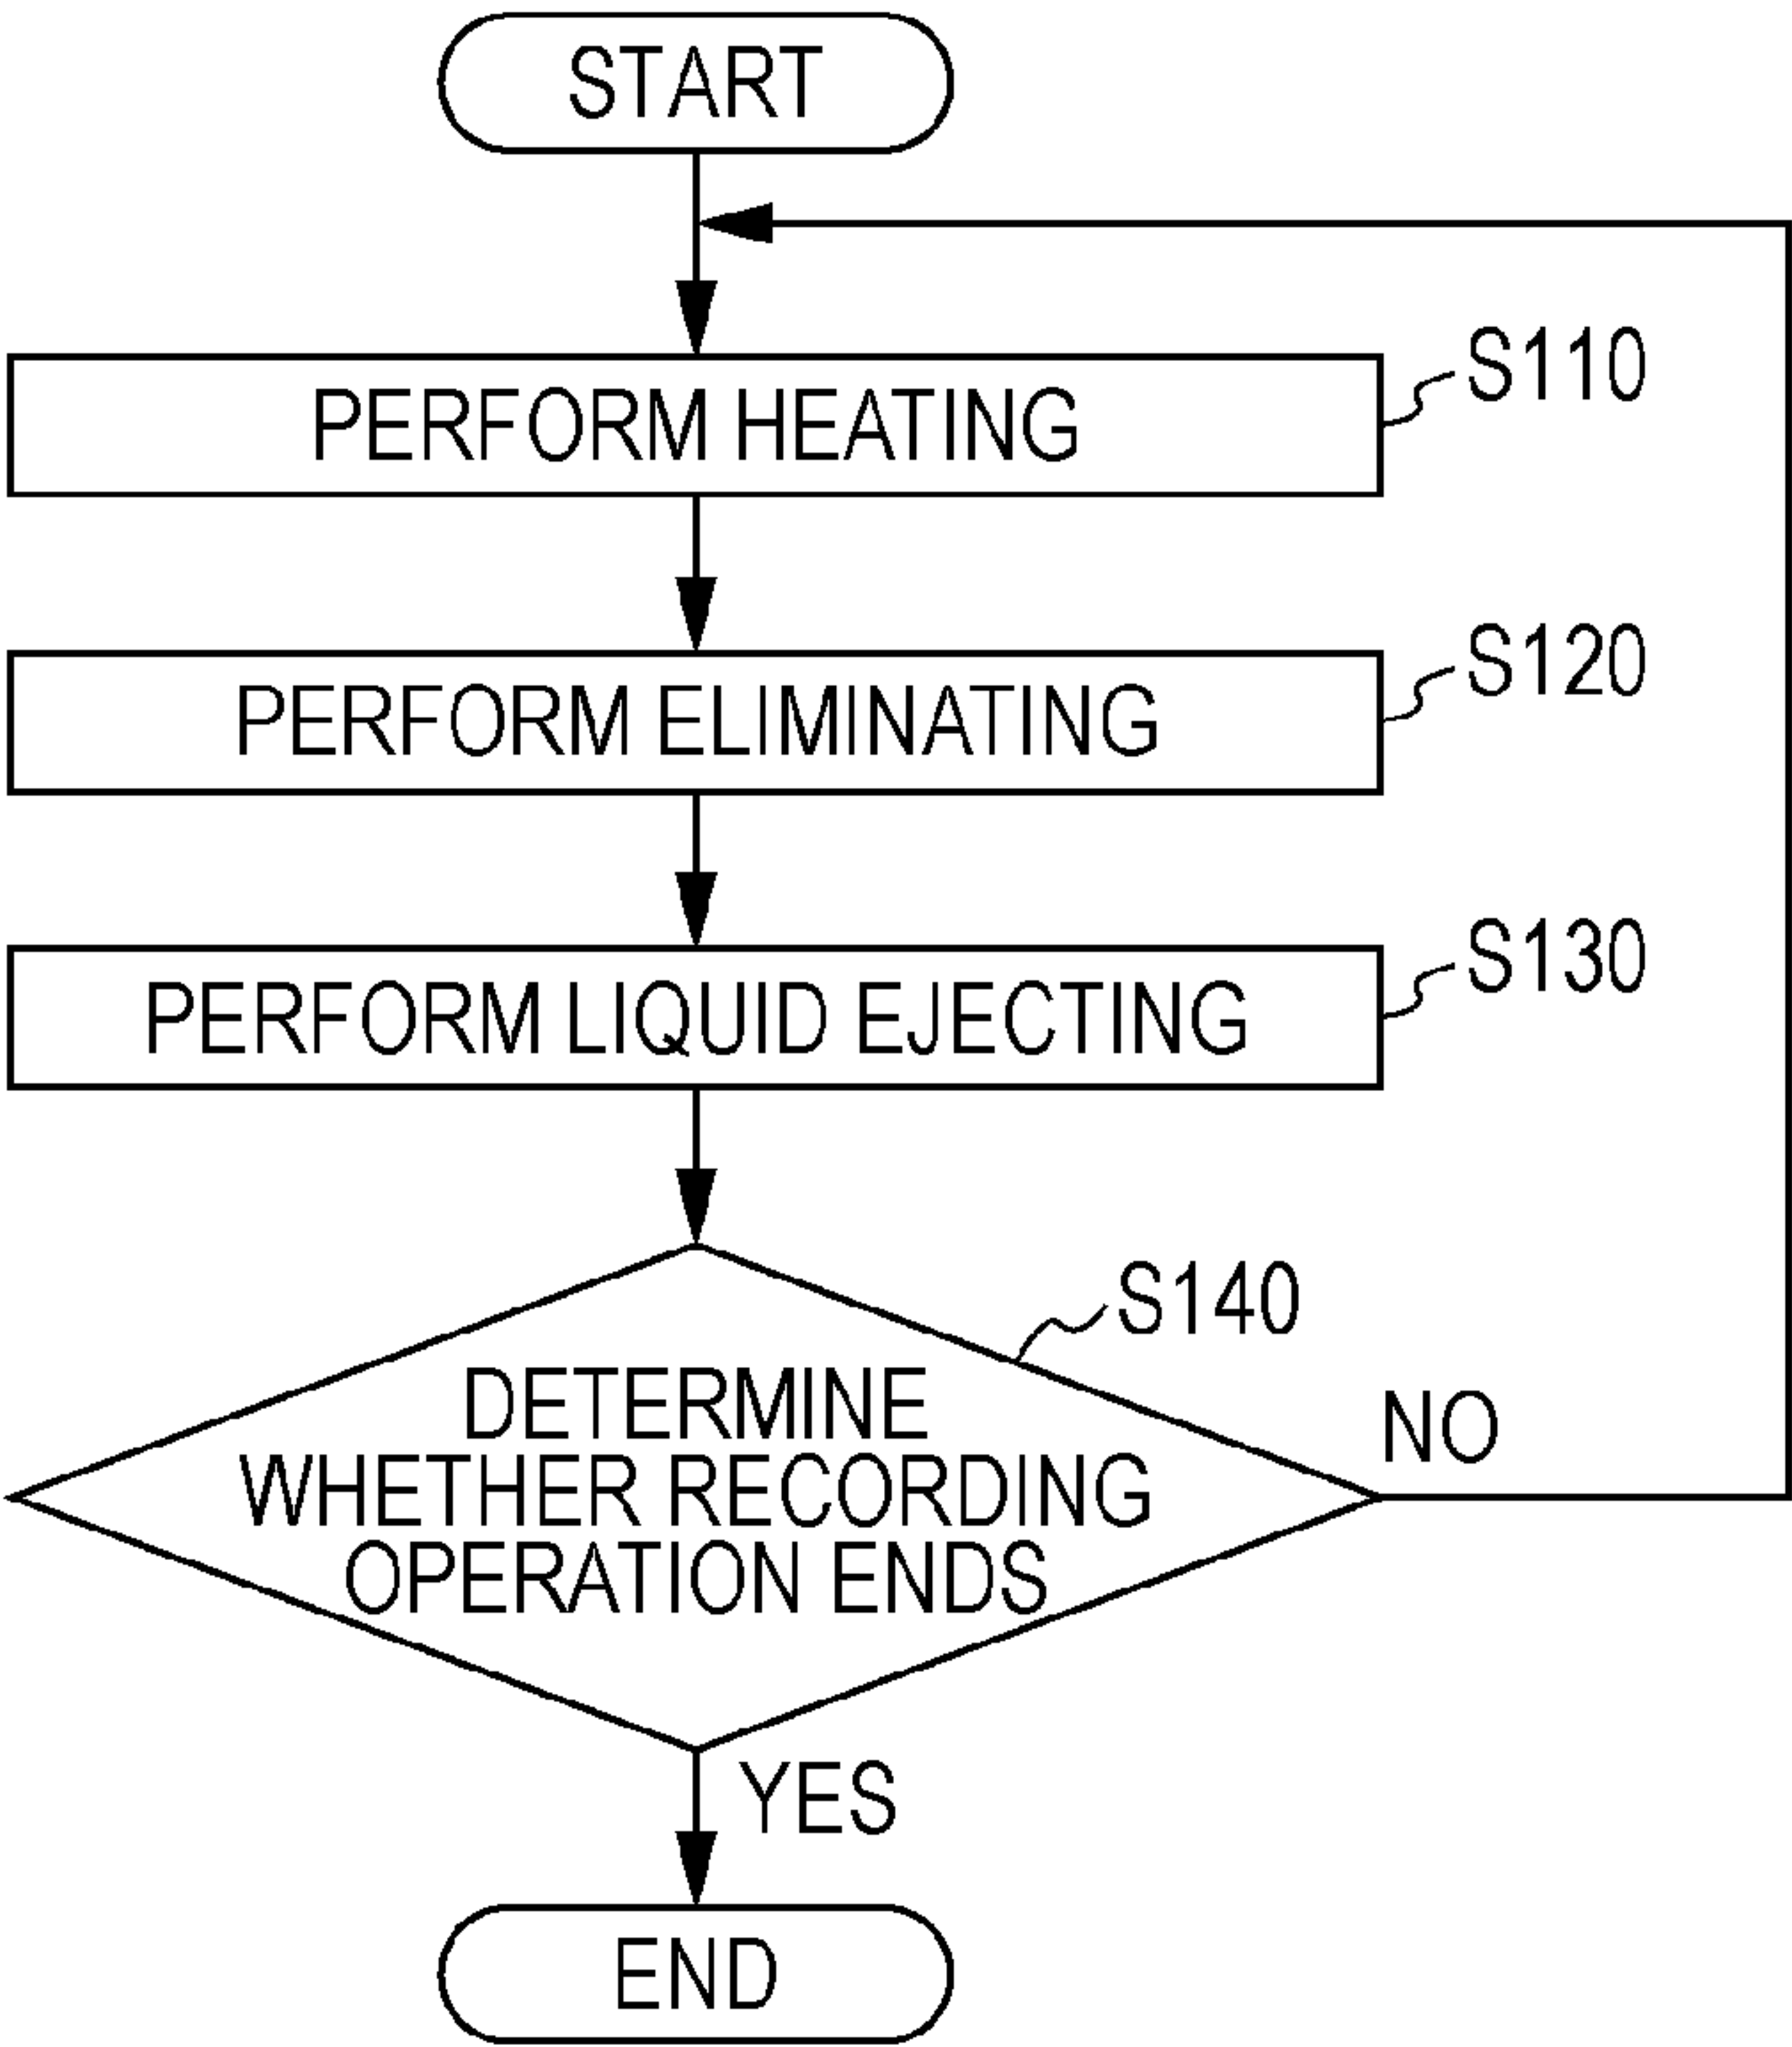 START
PERFORM HEATING
S110
PERFORM ELIMINATING
S120
PERFORM LIQUID EJECTING
S130
S140
DETERMINE
WHETHER RECORDING
OPERATION ENDS
NO
YES
END